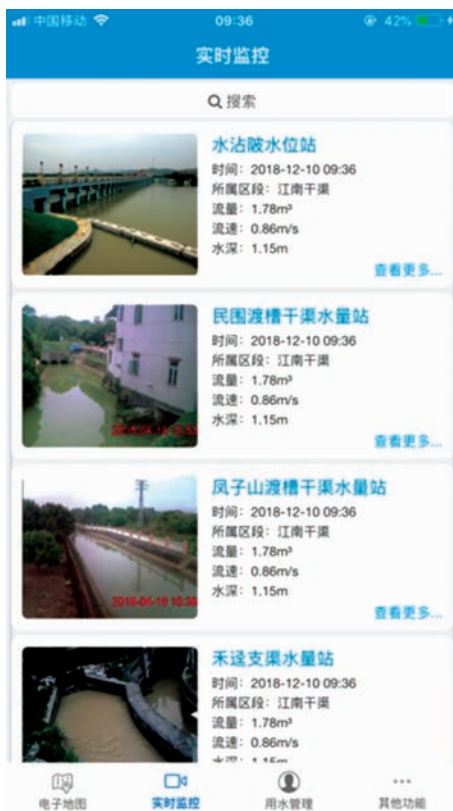 中国移动 09:36 42%
实时监控
搜索
水沾陂水位站
时间：2018-12-10 09:36
所属区段：江南干渠
流量：1.78m³
流速：0.86m/s
水深：1.15m
查看更多...
民围渡槽干渠水量站
时间：2018-12-10 09:36
所属区段：江南干渠
流量：1.78m³
流速：0.86m/s
水深：1.15m
查看更多...
凤子山渡槽干渠水量站
时间：2018-12-10 09:36
所属区段：江南干渠
流量：1.78m³
流速：0.86m/s
水深：1.15m
查看更多...
禾迳支渠水量站
时间：2018-12-10 09:36
所属区段：江南干渠
流量：1.78m³
流速：0.86m/s
水深：1.15m
电子地图 实时监控 用水管理 其他功能